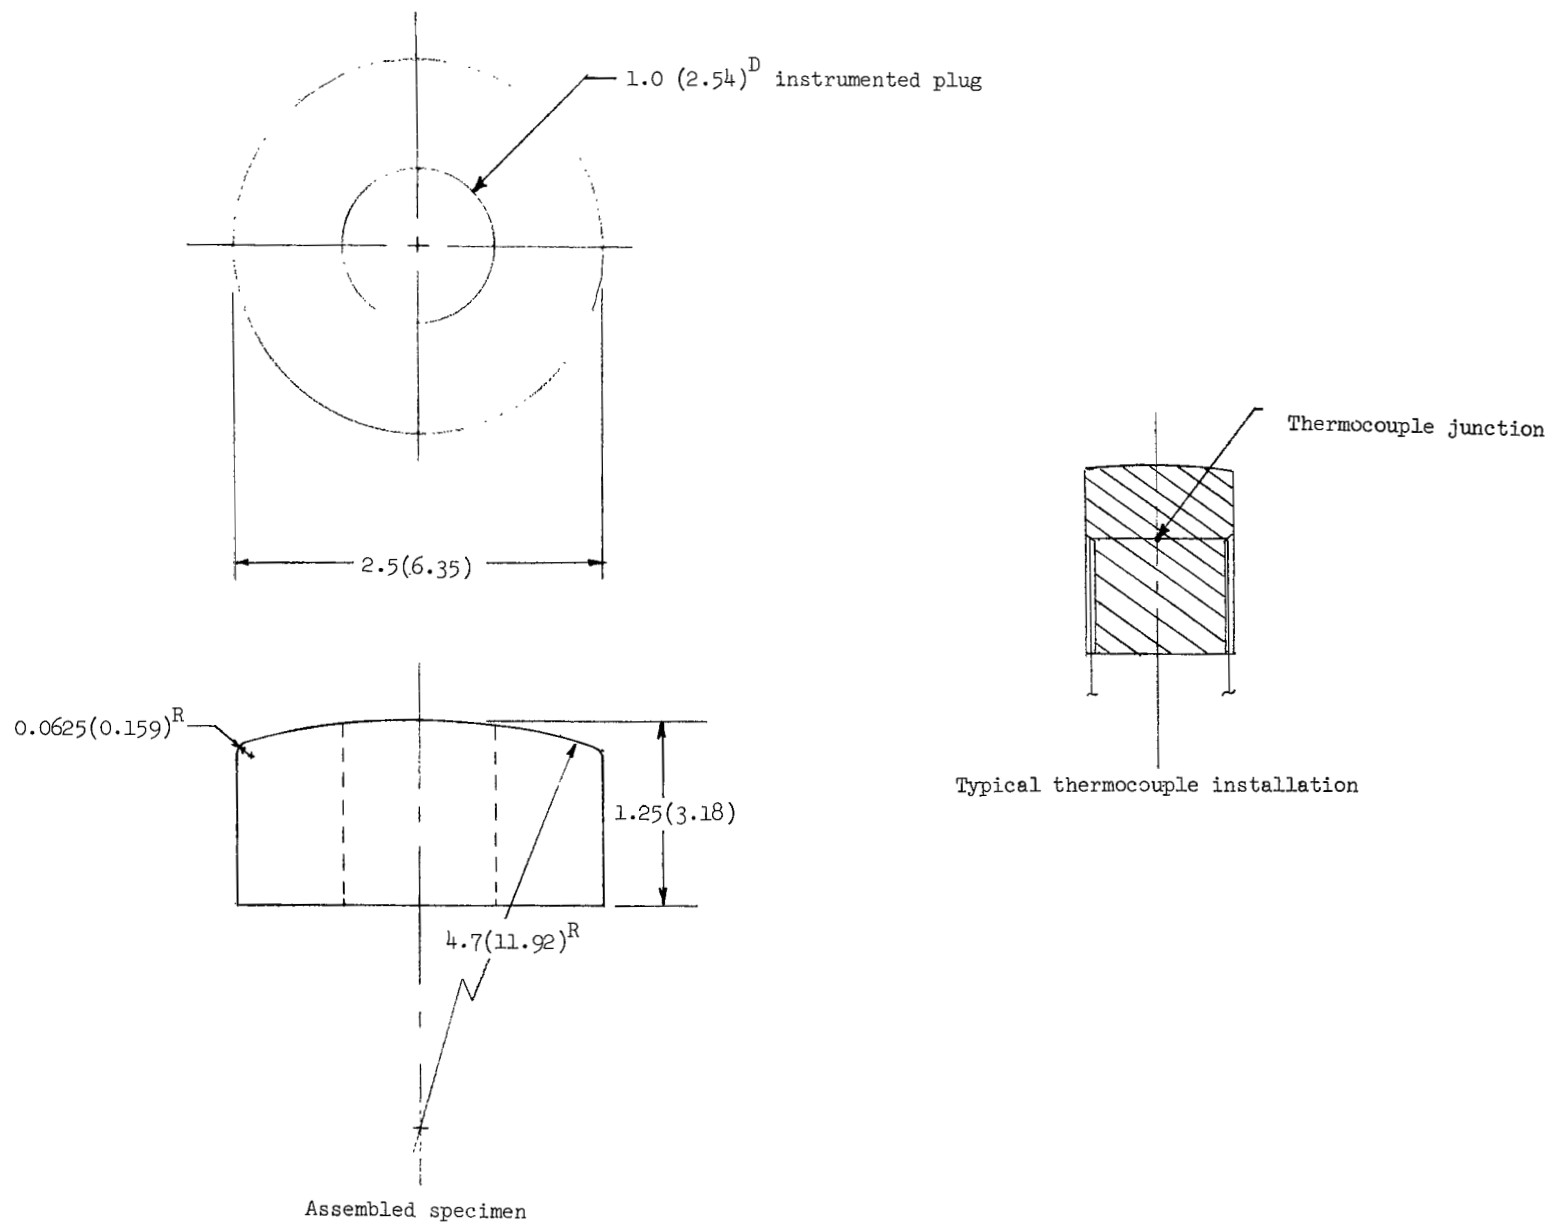 1.0 (2.54)D instrumented plug
2.5(6.35)
Thermocouple junction
0.0625(0.159)R
1.25(3.18)
Typical thermocouple installation
4.7(11.92)R
Assembled specimen